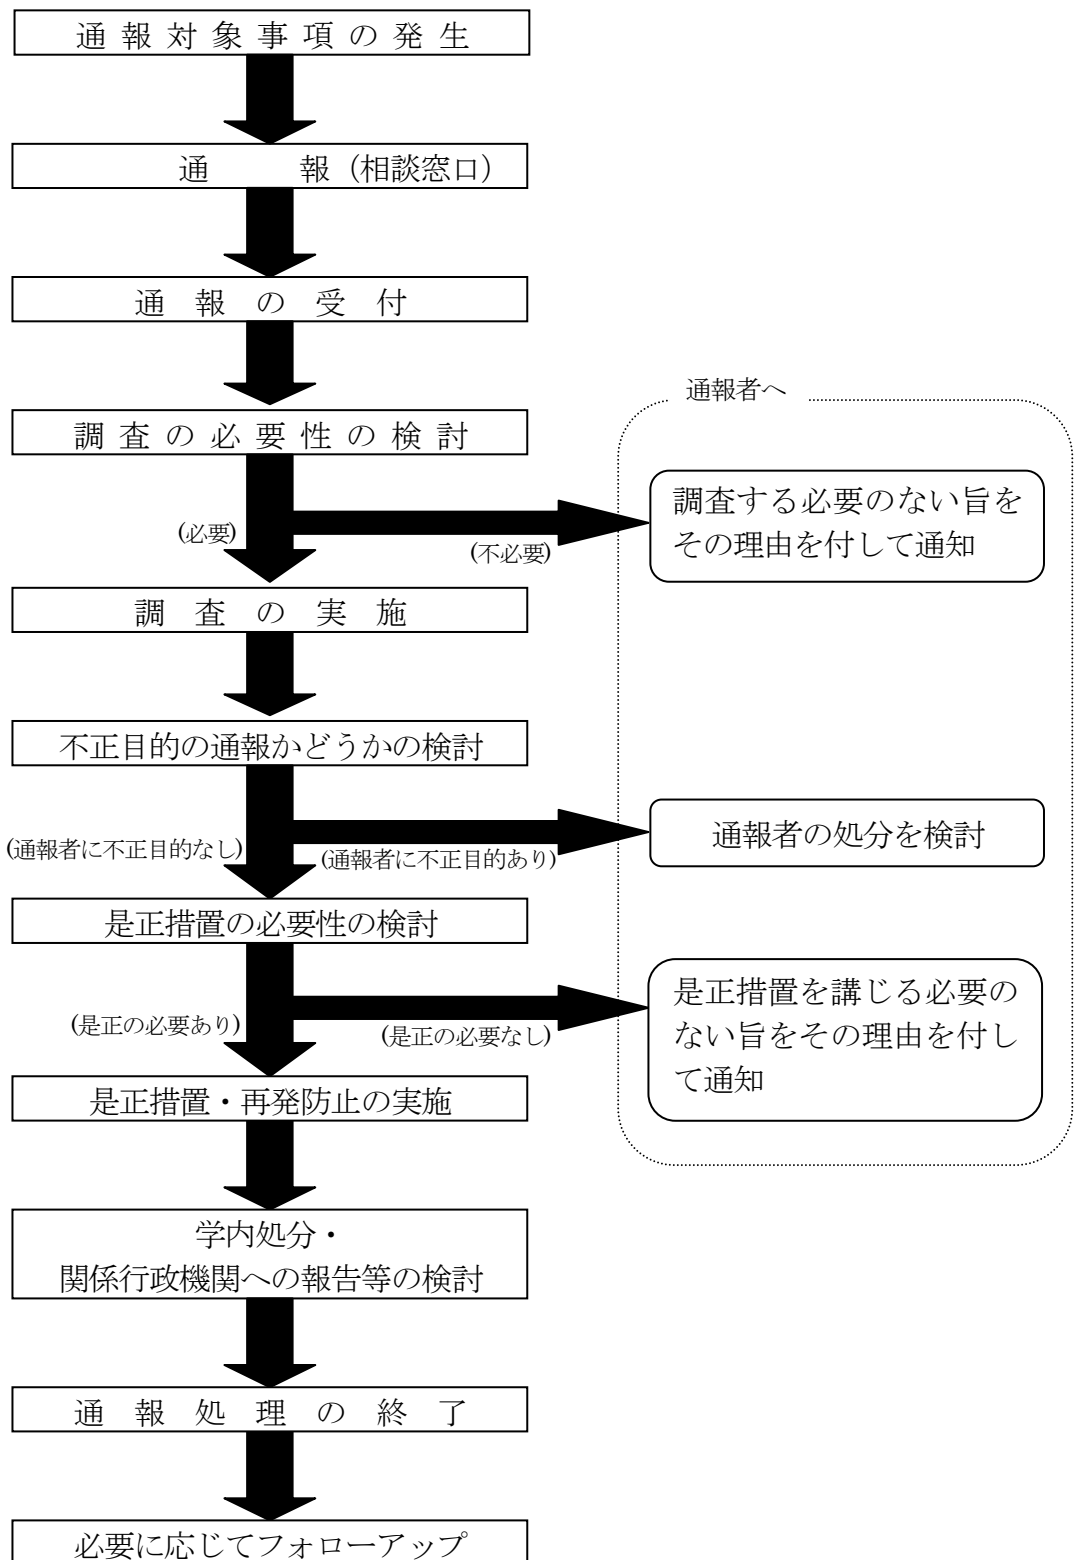 通報対象事項の発生
通　　報（相談窓口）
通報の受付
調査の必要性の検討
(必要)
(不必要)
通報者へ
調査する必要のない旨を
その理由を付して通知
調査の実施
不正目的の通報かどうかの検討
(通報者に不正目的なし)
(通報者に不正目的あり)
通報者の処分を検討
是正措置の必要性の検討
(是正の必要あり)
(是正の必要なし)
是正措置を講じる必要の
ない旨をその理由を付し
て通知
是正措置・再発防止の実施
学内処分・
関係行政機関への報告等の検討
通報処理の終了
必要に応じてフォローアップ